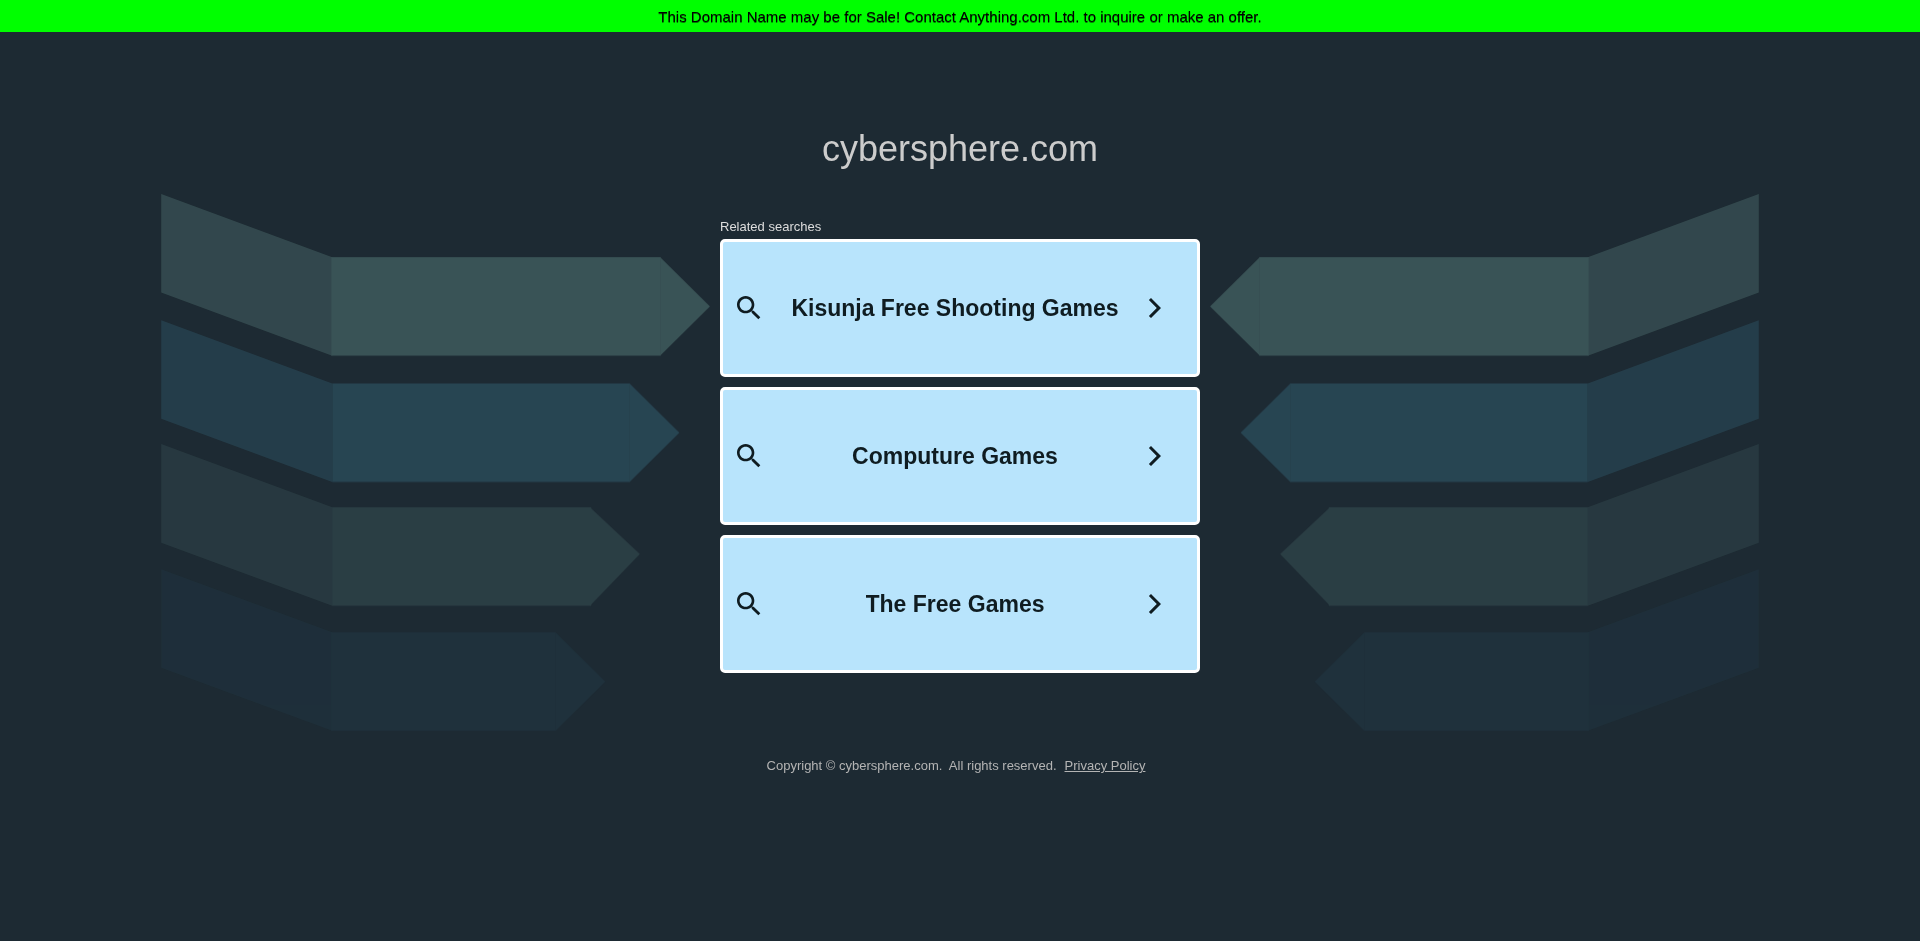 This Domain Name may be for Sale! Contact Anything.com Ltd. to inquire or make an offer.
cybersphere.com
Related searches
Kisunja Free Shooting Games
Computure Games
The Free Games
Copyright © cybersphere.com. All rights reserved. Privacy Policy